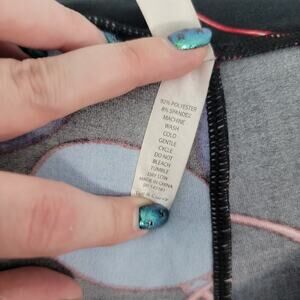 92% POLYESTER
8% SPANDEX
MACHINE
WASH
COLD
GENTLE
CYCLE
DO NOT
BLEACH
TUMBLE
DRY LOW
MADE IN CHINA